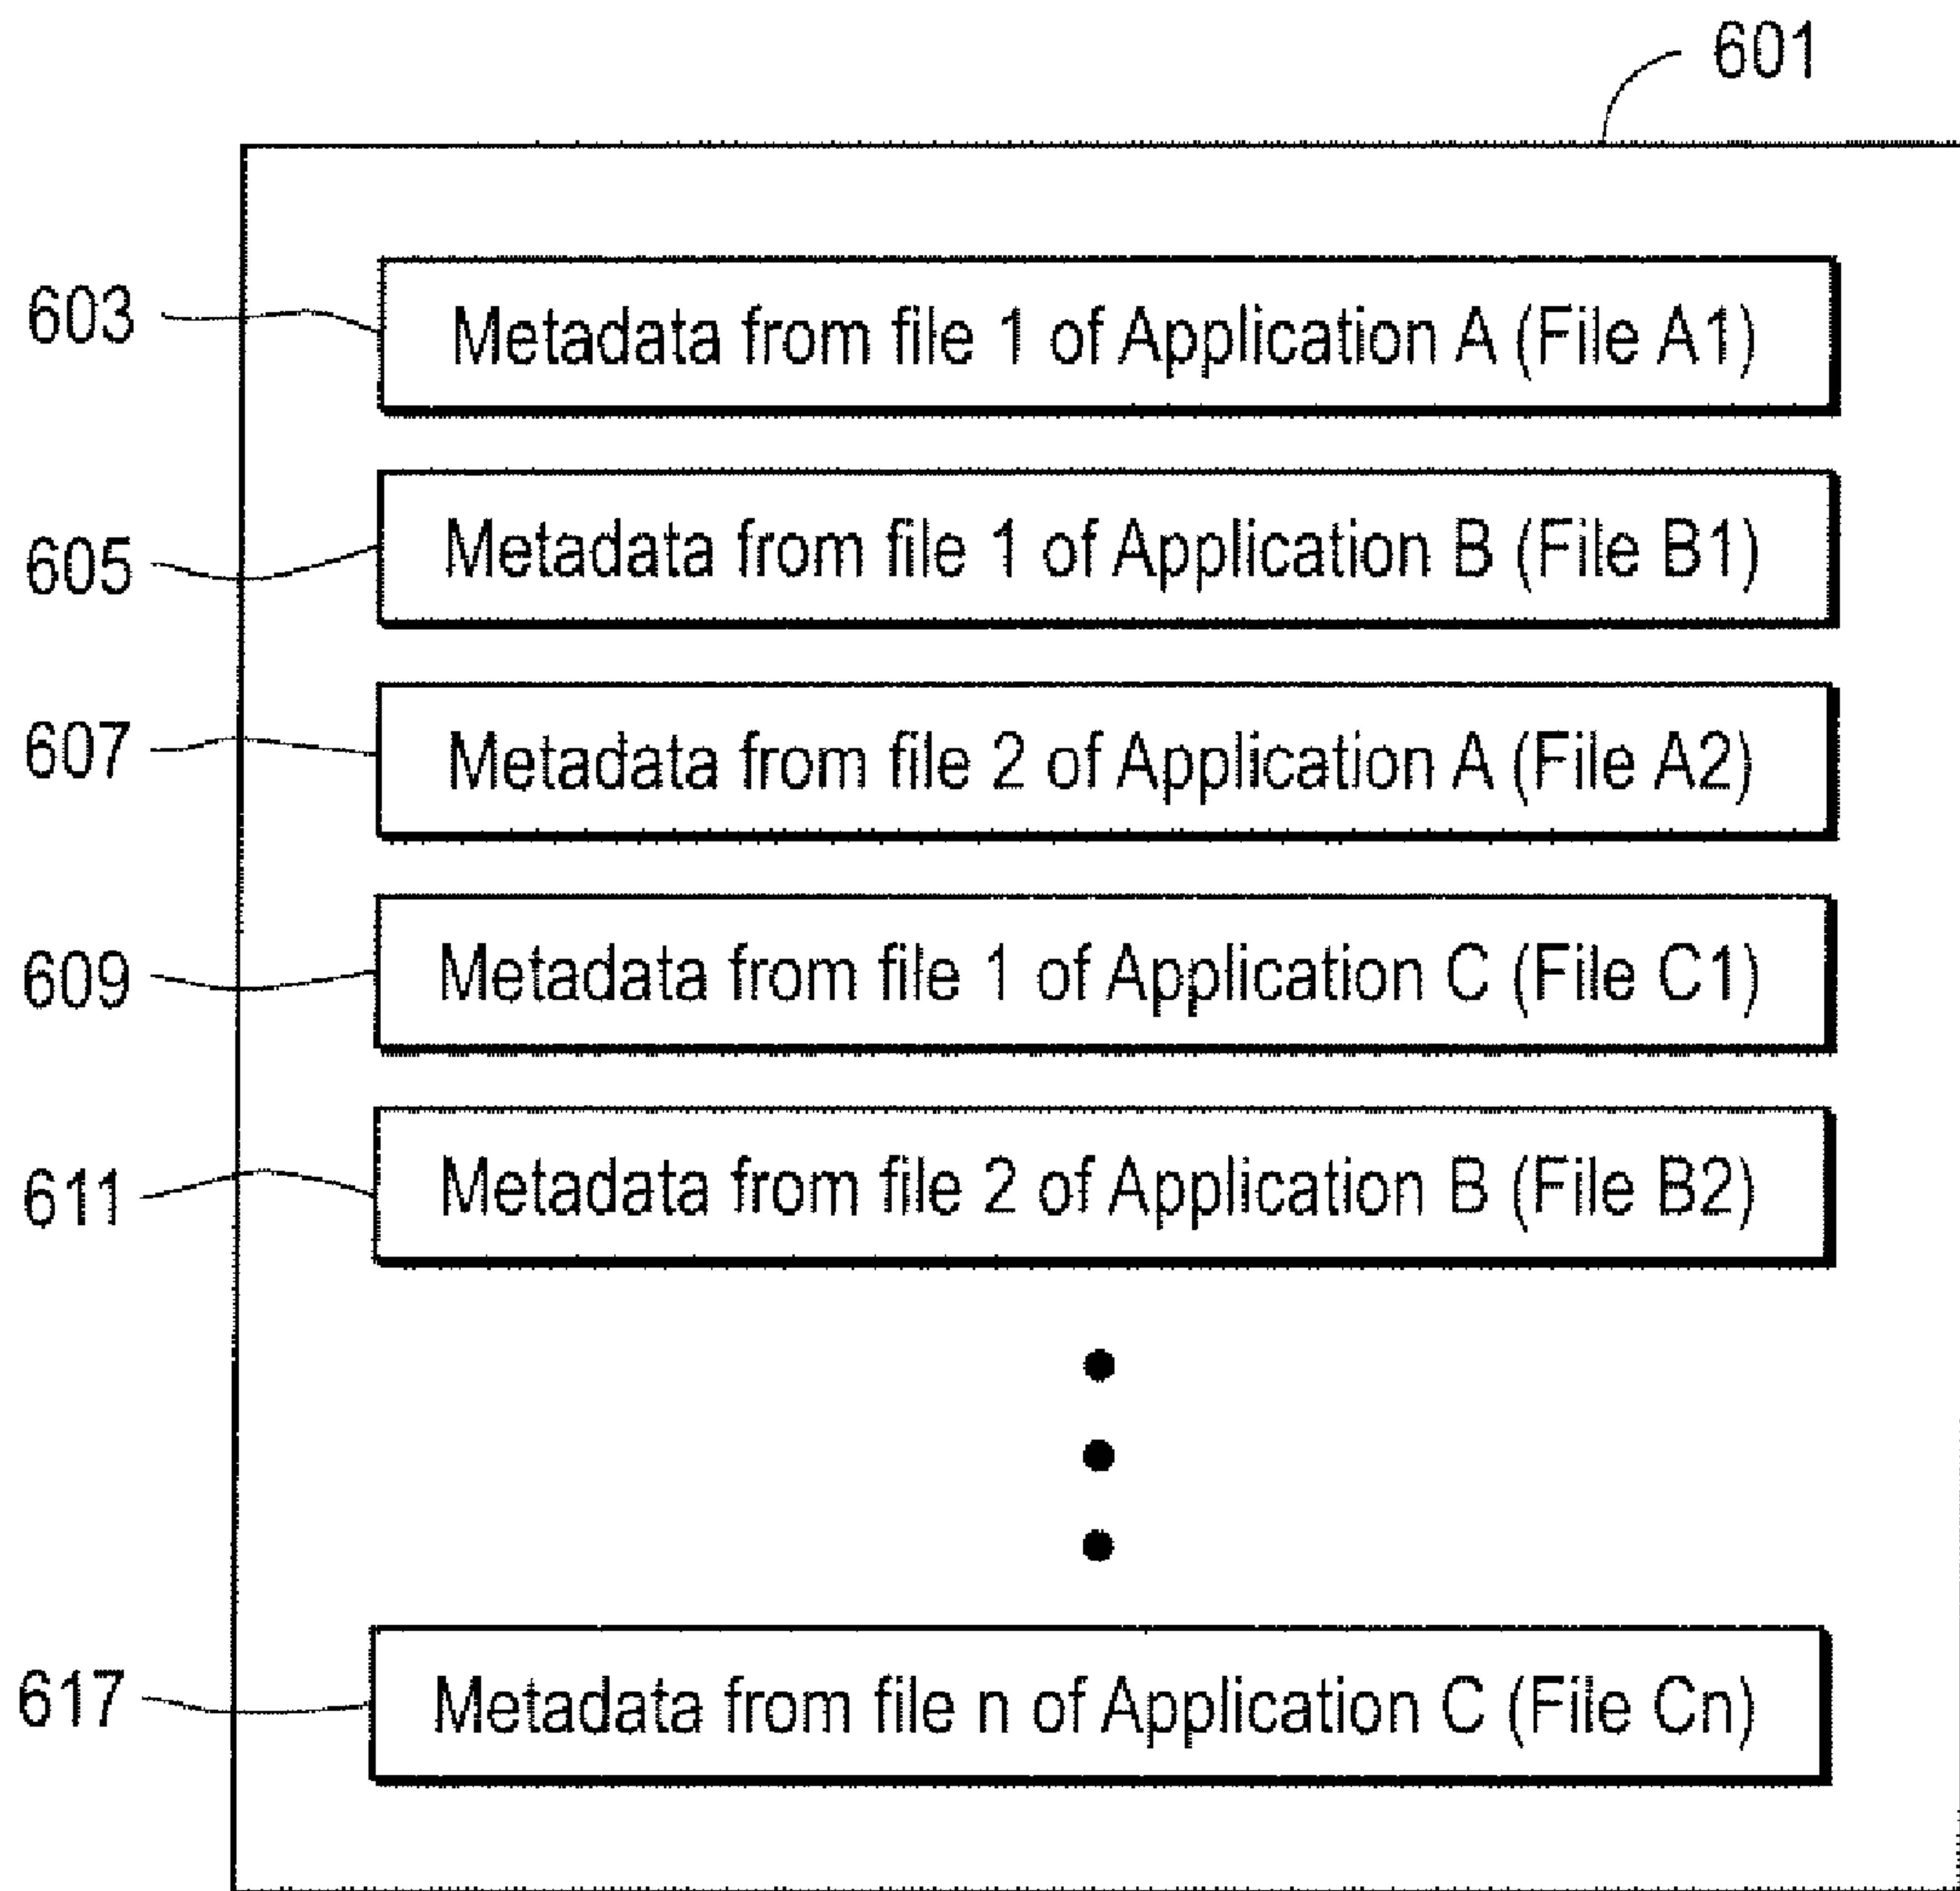 601
603 Metadata from file 1 of Application A (File A1)
605 Metadata from file 1 of Application B (File B1)
607 Metadata from file 2 of Application A (File A2)
609 Metadata from file 1 of Application C (File C1)
611 Metadata from file 2 of Application B (File B2)
617 Metadata from file n of Application C (File Cn)